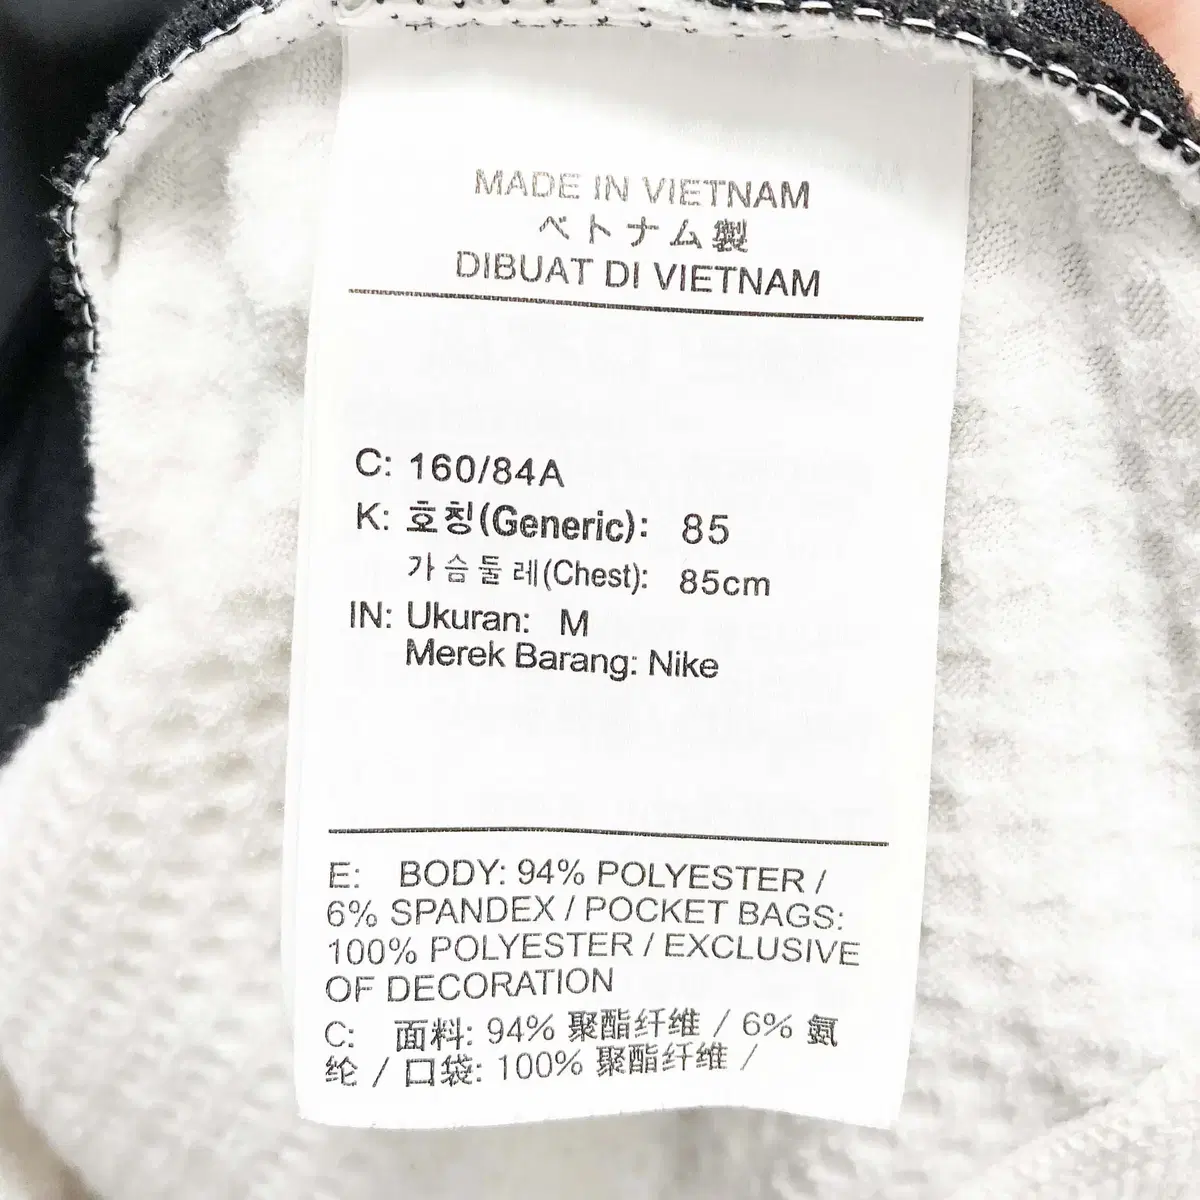 MADE IN VIETNAM
ベトナム製
DIBUAT DI VIETNAM
C: 160/84A
K: 호칭(Generic): 85
가슴둘레(Chest): 85cm
IN: Ukuran: M
Merek Barang: Nike
E: BODY: 94% POLYESTER /
6% SPANDEX / POCKET BAGS:
100% POLYESTER / EXCLUSIVE
OF DECORATION
C: 面料: 94% 聚酯纤维 / 6% 氨
纶 / 口袋: 100% 聚酯纤维 /